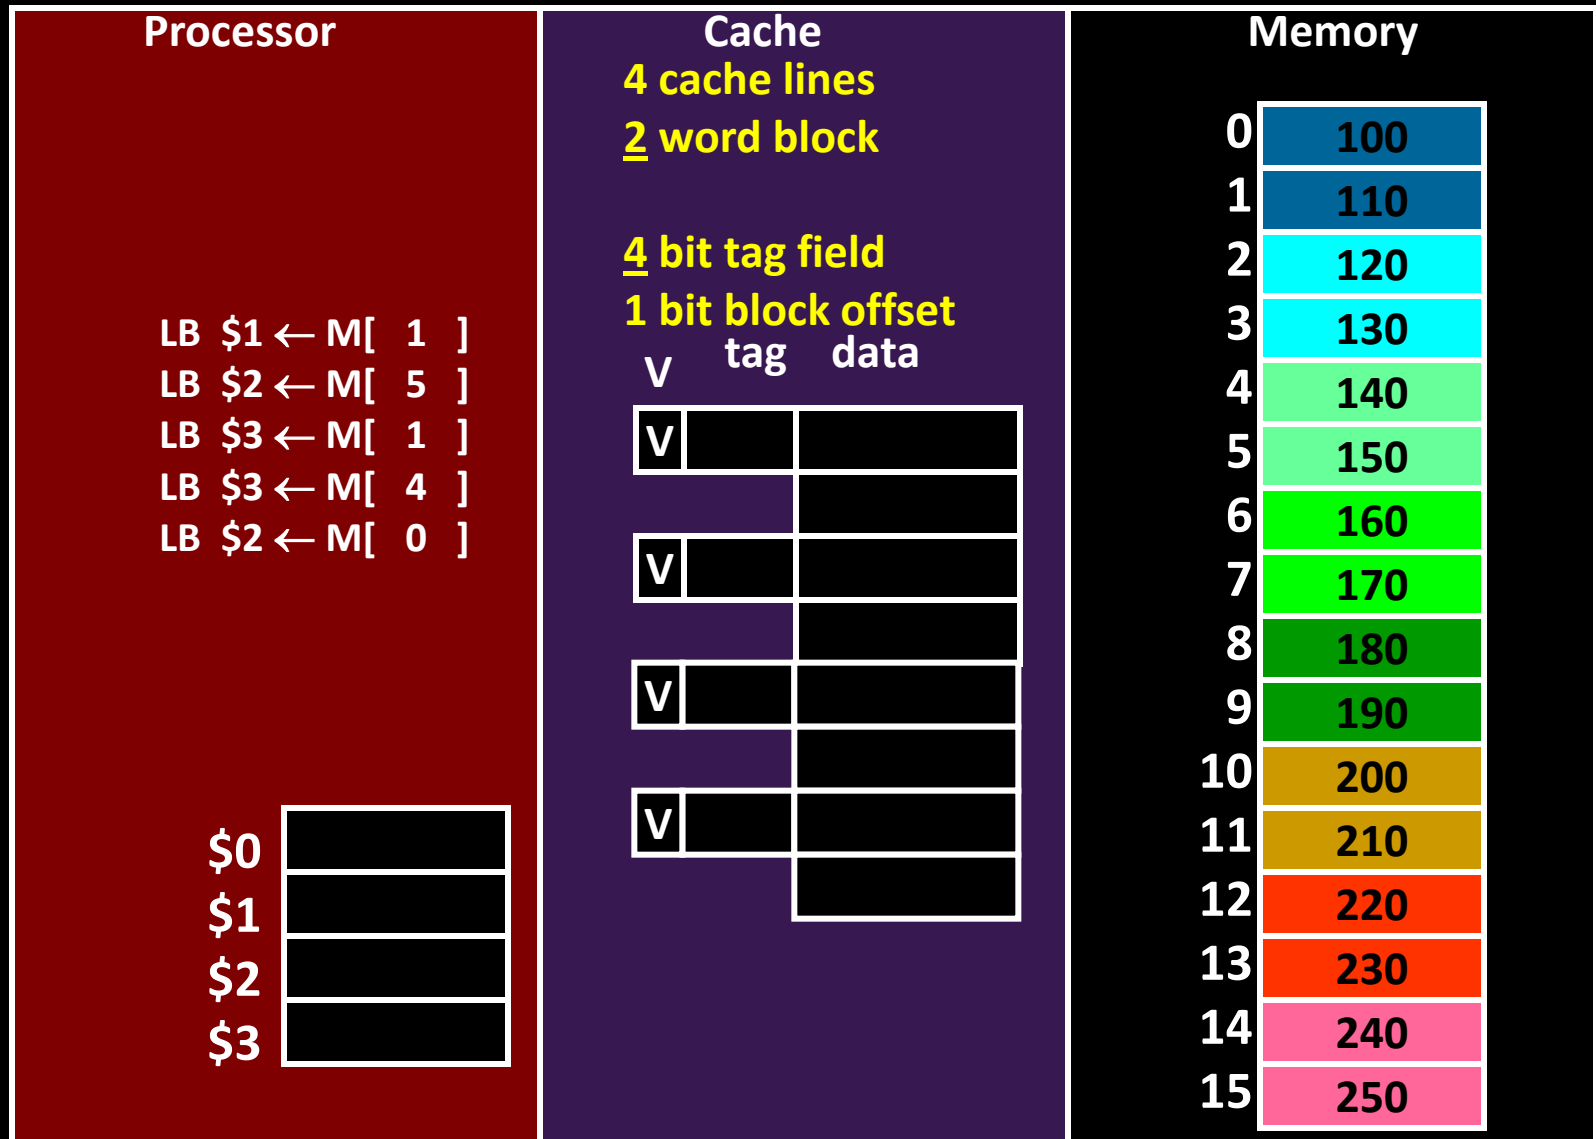 Processor
LB $1 ← M[ 1 ]
LB $2 ← M[ 5 ]
LB $3 ← M[ 1 ]
LB $3 ← M[ 4 ]
LB $2 ← M[ 0 ]
$0
$1
$2
$3
Cache
4 cache lines
2 word block
4 bit tag field
1 bit block offset
V tag data
V
V
V
V
Memory
0 100
1 110
2 120
3 130
4 140
5 150
6 160
7 170
8 180
9 190
10 200
11 210
12 220
13 230
14 240
15 250